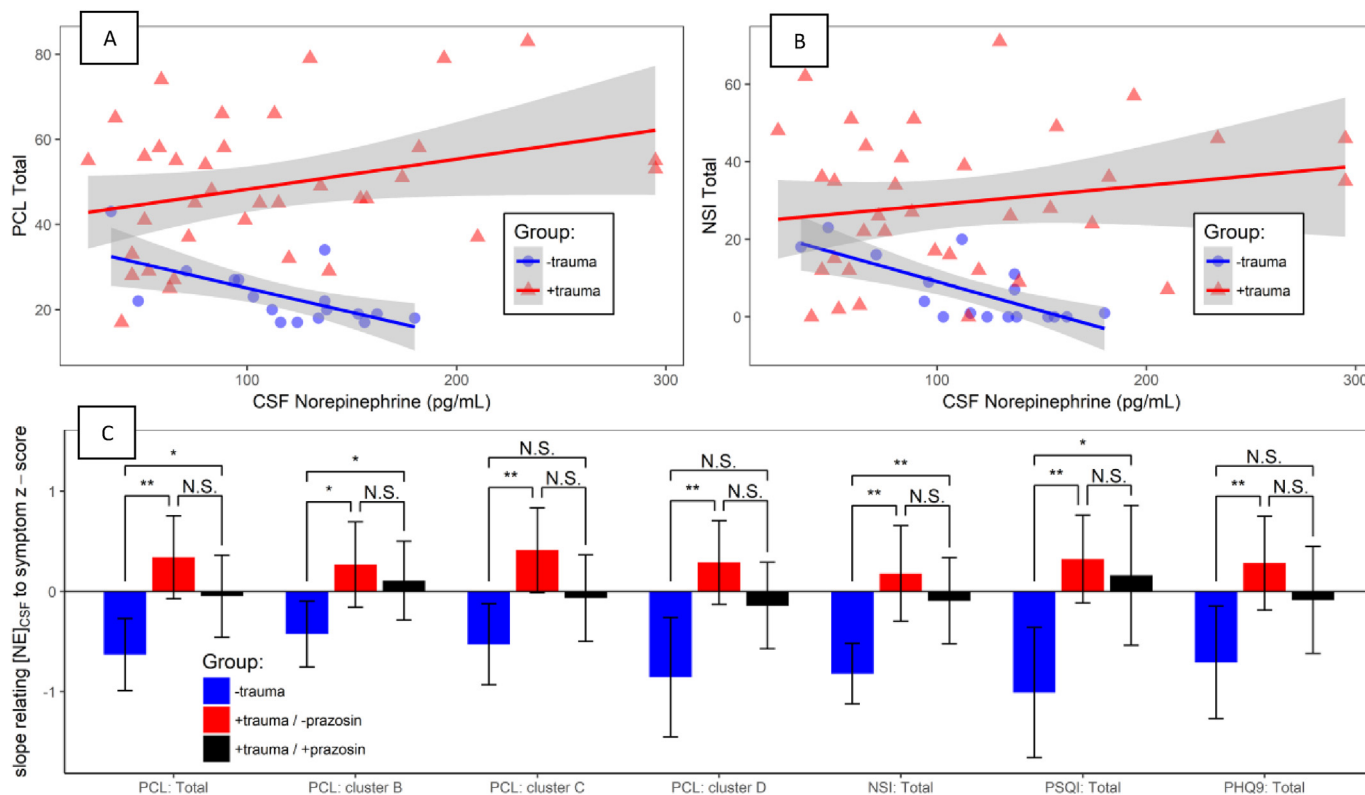 A
PCL Total
80
60
40
20
100
200
300
CSF Norepinephrine (pg/mL)
Group:
-trauma
+trauma
B
NSI Total
60
40
20
0
100
200
300
CSF Norepinephrine (pg/mL)
Group:
-trauma
+trauma
C
slope relating [NE]CSF to symptom z – score
1
0
-1
* ** N.S.
* * N.S.
N.S. ** N.S.
N.S. ** N.S.
** ** N.S.
* ** N.S.
N.S. ** N.S.
Group:
-trauma
+trauma / -prazosin
+trauma / +prazosin
PCL: Total
PCL: cluster B
PCL: cluster C
PCL: cluster D
NSI: Total
PSQI: Total
PHQ9: Total